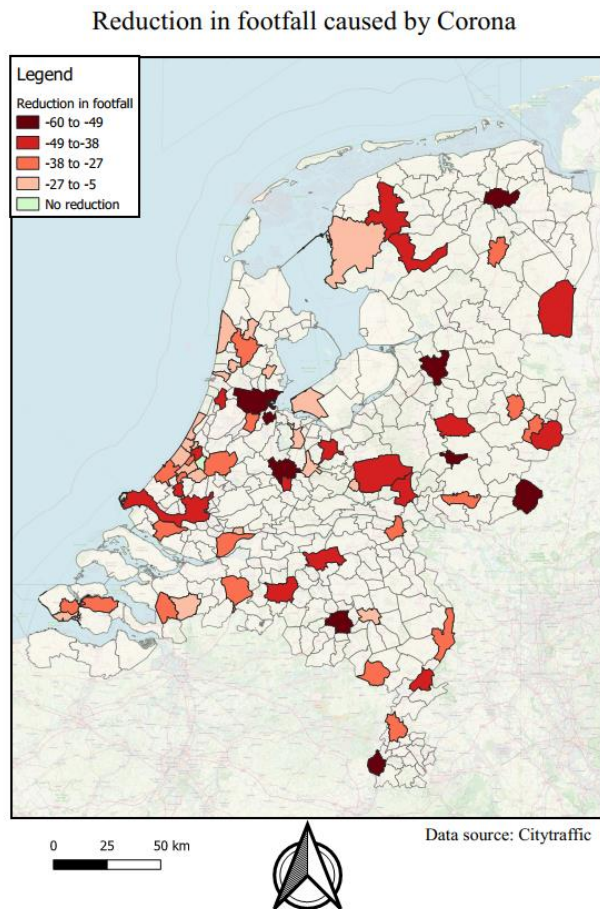 Reduction in footfall caused by Corona
Legend
Reduction in footfall
-60 to -49
-49 to-38
-38 to -27
-27 to -5
No reduction
Data source: Citytraffic
0 25 50 km